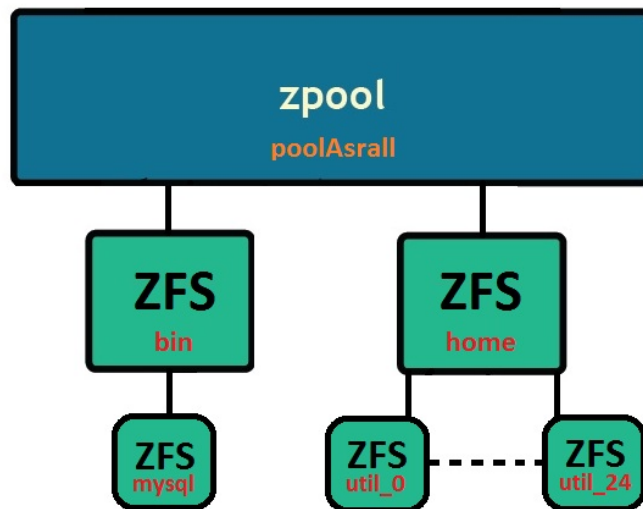 zpool
poolAsrall
ZFS
bin
ZFS
home
ZFS
mysql
ZFS
util_0
ZFS
util_24